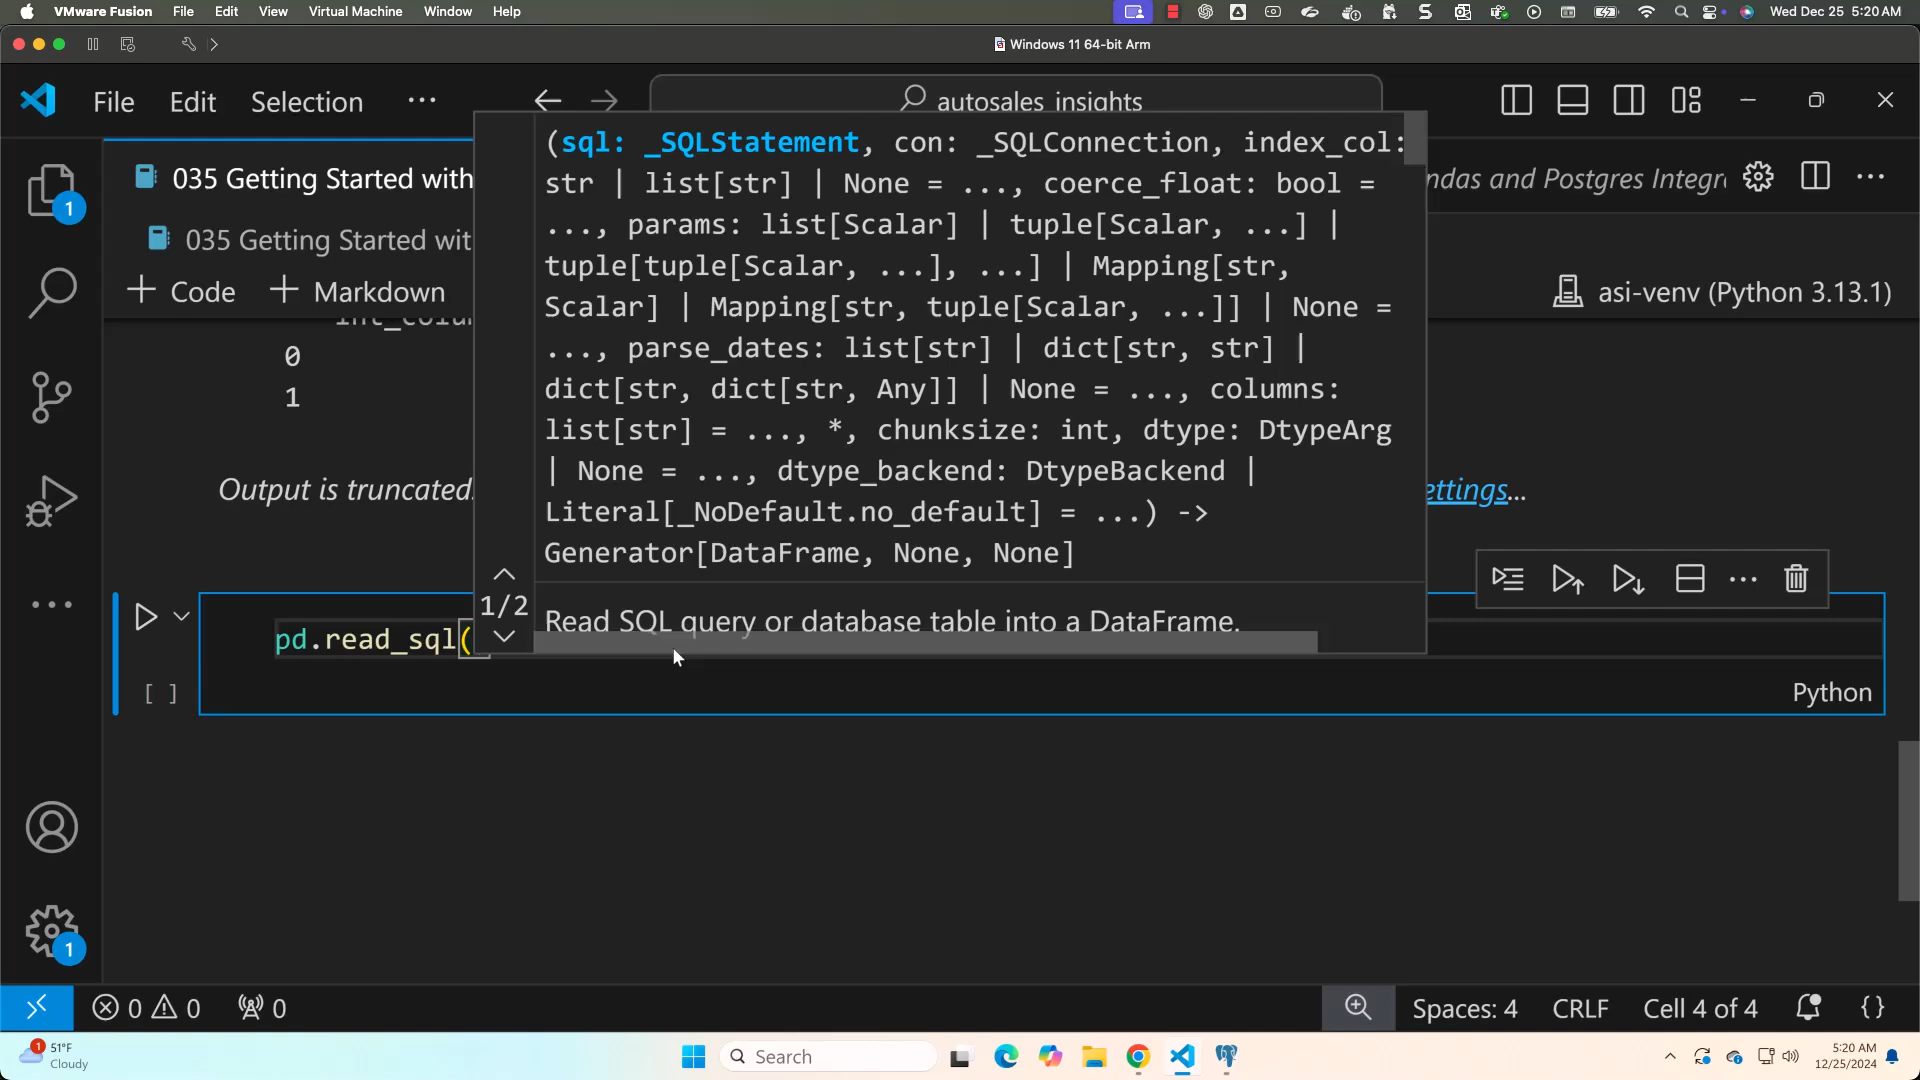 VMware Fusion File Edit View Virtual Machine Window Help Wed Dec 25 5:20 AM
Windows 11 64-bit Arm
File Edit Selection ··· autosales_insights
035 Getting Started with
ndas and Postgres Integr
035 Getting Started wit
+ Code + Markdown
asi-venv (Python 3.13.1)
int_colum
0
1
Output is truncated.
ettings...
(sql: _SQLStatement, con: _SQLConnection, index_col:
str | list[str] | None = ..., coerce_float: bool =
..., params: list[Scalar] | tuple[Scalar, ...] |
tuple[tuple[Scalar, ...], ...] | Mapping[str,
Scalar] | Mapping[str, tuple[Scalar, ...]] | None =
..., parse_dates: list[str] | dict[str, str] |
dict[str, dict[str, Any]] | None = ..., columns:
list[str] = ..., *, chunksize: int, dtype: DtypeArg
| None = ..., dtype_backend: DtypeBackend |
Literal[_NoDefault.no_default] = ...) ->
Generator[DataFrame, None, None]
1/2
Read SQL query or database table into a DataFrame.
pd.read_sql(
[ ]
Python
1
1
0 0 0
Spaces: 4 CRLF Cell 4 of 4 {}
1
51°F
Cloudy
Search
5:20 AM
12/25/2024